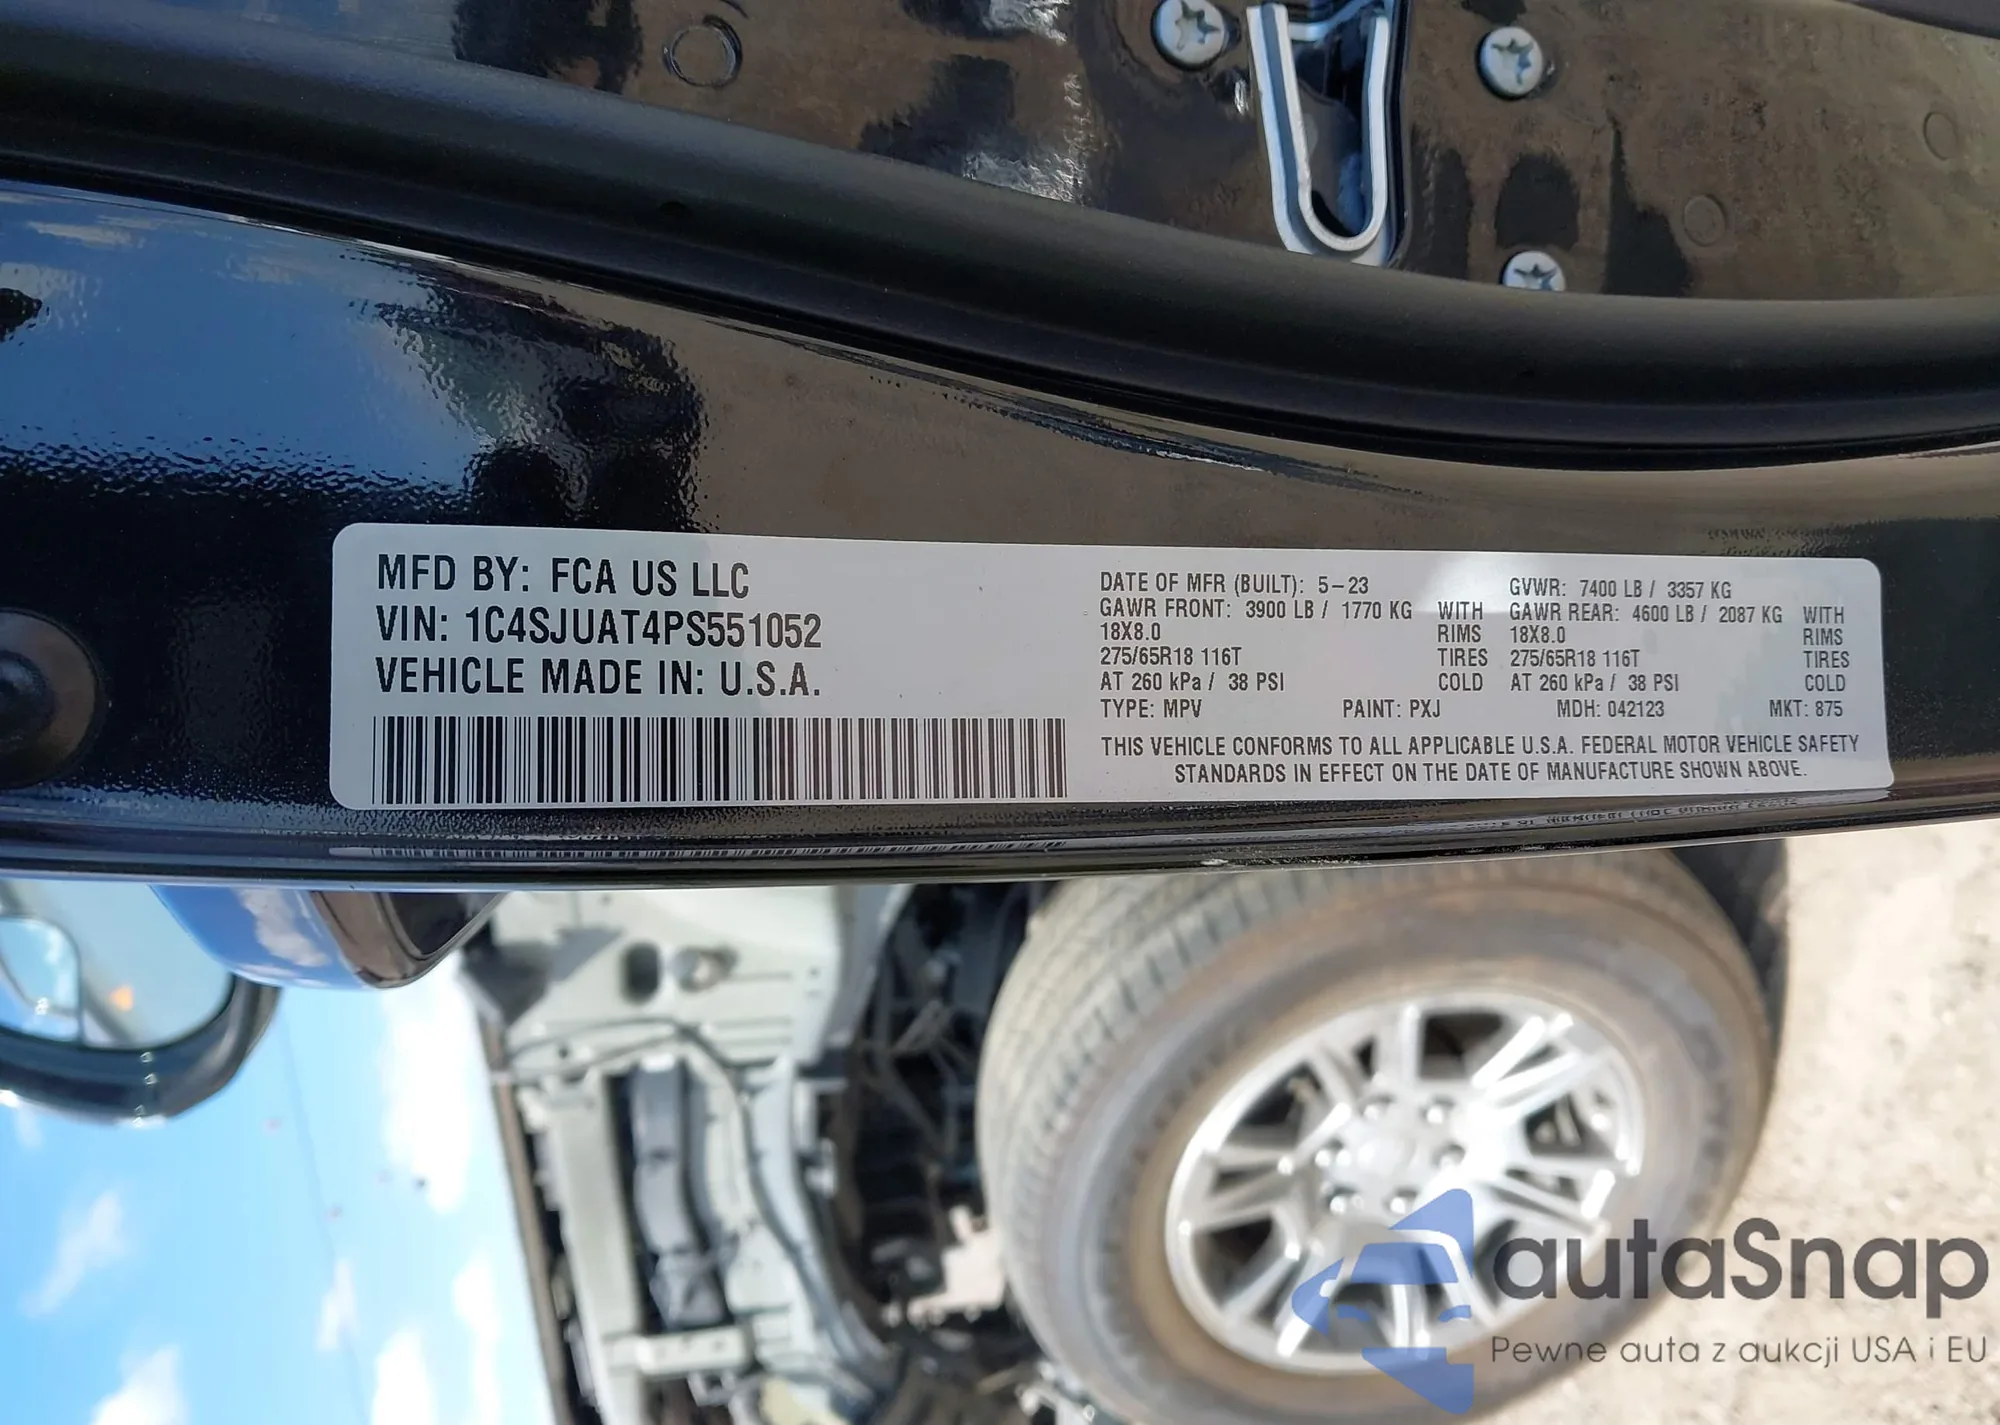 MFD BY: FCA US LLC
VIN: 1C4SJUAT4PS551052
VEHICLE MADE IN: U.S.A.
DATE OF MFR (BUILT): 5-23 GVWR: 7400 LB / 3357 KG
GAWR FRONT: 3900 LB / 1770 KG WITH GAWR REAR: 4600 LB / 2087 KG WITH
18X8.0 RIMS 18X8.0 RIMS
275/65R18 116T TIRES 275/65R18 116T TIRES
AT 260 kPa / 38 PSI COLD AT 260 kPa / 38 PSI COLD
TYPE: MPV PAINT: PXJ MDH: 042123 MKT: 875
THIS VEHICLE CONFORMS TO ALL APPLICABLE U.S.A. FEDERAL MOTOR VEHICLE SAFETY
STANDARDS IN EFFECT ON THE DATE OF MANUFACTURE SHOWN ABOVE.
autaSnap
Pewne auta z aukcji USA i EU